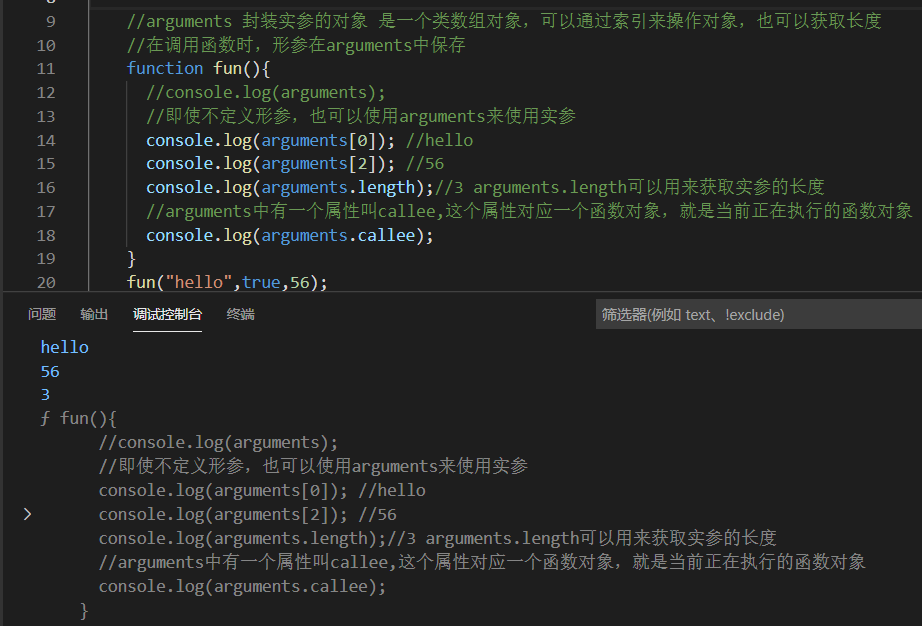 9 //arguments 封装实参的对象 是一个类数组对象，可以通过索引来操作对象，也可以获取长度
10 //在调用函数时，形参在arguments中保存
11 function fun(){
12 //console.log(arguments);
13 //即使不定义形参，也可以使用arguments来使用实参
14 console.log(arguments[0]); //hello
15 console.log(arguments[2]); //56
16 console.log(arguments.length);//3 arguments.length可以用来获取实参的长度
17 //arguments中有一个属性叫callee,这个属性对应一个函数对象，就是当前正在执行的函数对象
18 console.log(arguments.callee);
19 }
20 fun("hello",true,56);
问题 输出 调试控制台 终端 筛选器(例如 text、!exclude)
hello
56
3
ƒ fun(){
//console.log(arguments);
//即使不定义形参，也可以使用arguments来使用实参
console.log(arguments[0]); //hello
console.log(arguments[2]); //56
console.log(arguments.length);//3 arguments.length可以用来获取实参的长度
//arguments中有一个属性叫callee,这个属性对应一个函数对象，就是当前正在执行的函数对象
console.log(arguments.callee);
}